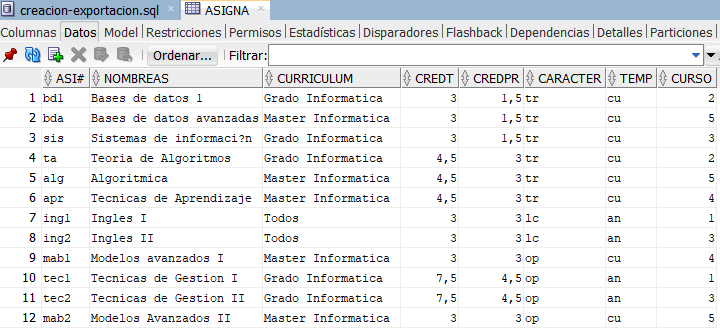 creacion-exportacion.sql × ASIGNA ×
Columnas Datos Model Restricciones Permisos Estadísticas Disparadores Flashback Dependencias Detalles Particiones
Ordenar... Filtrar:
ASI# NOMBREAS CURRICULUM CREDT CREDPR CARACTER TEMP CURSO
1 bd1 Bases de datos 1 Grado Informatica 3 1,5 tr cu 2
2 bda Bases de datos avanzadas Master Informatica 3 1,5 tr cu 5
3 sis Sistemas de informaci?n Grado Informatica 3 1,5 tr cu 3
4 ta Teoria de Algoritmos Grado Informatica 4,5 3 tr cu 2
5 alg Algoritmica Master Informatica 4,5 3 tr cu 5
6 apr Tecnicas de Aprendizaje Master Informatica 4,5 3 tr cu 4
7 ing1 Ingles I Todos 3 3 lc an 1
8 ing2 Ingles II Todos 3 3 lc an 3
9 mab1 Modelos avanzados I Master Informatica 3 3 op cu 4
10 tec1 Tecnicas de Gestion I Grado Informatica 7,5 4,5 op an 1
11 tec2 Tecnicas de Gestion II Grado Informatica 7,5 4,5 op an 3
12 mab2 Modelos Avanzados II Master Informatica 3 3 op cu 5